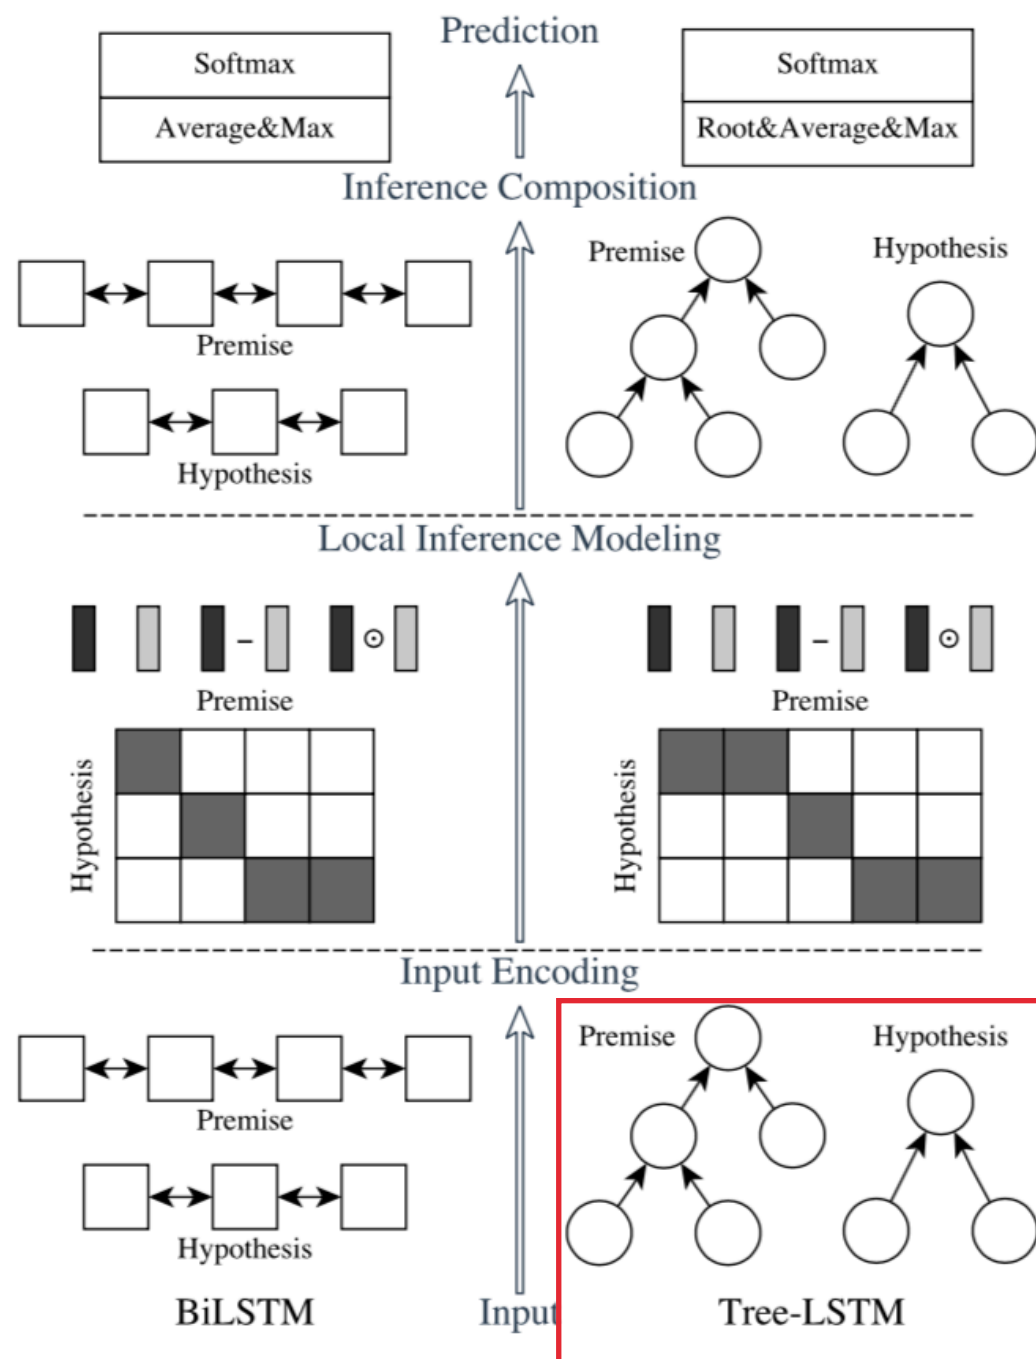 Prediction
Softmax
Average&Max
Softmax
Root&Average&Max
Inference Composition
Premise
Hypothesis
Premise
Hypothesis
Local Inference Modeling
–
⊙
–
⊙
Premise
Hypothesis
Premise
Hypothesis
Input Encoding
Premise
Hypothesis
Premise
Hypothesis
BiLSTM
Input
Tree-LSTM